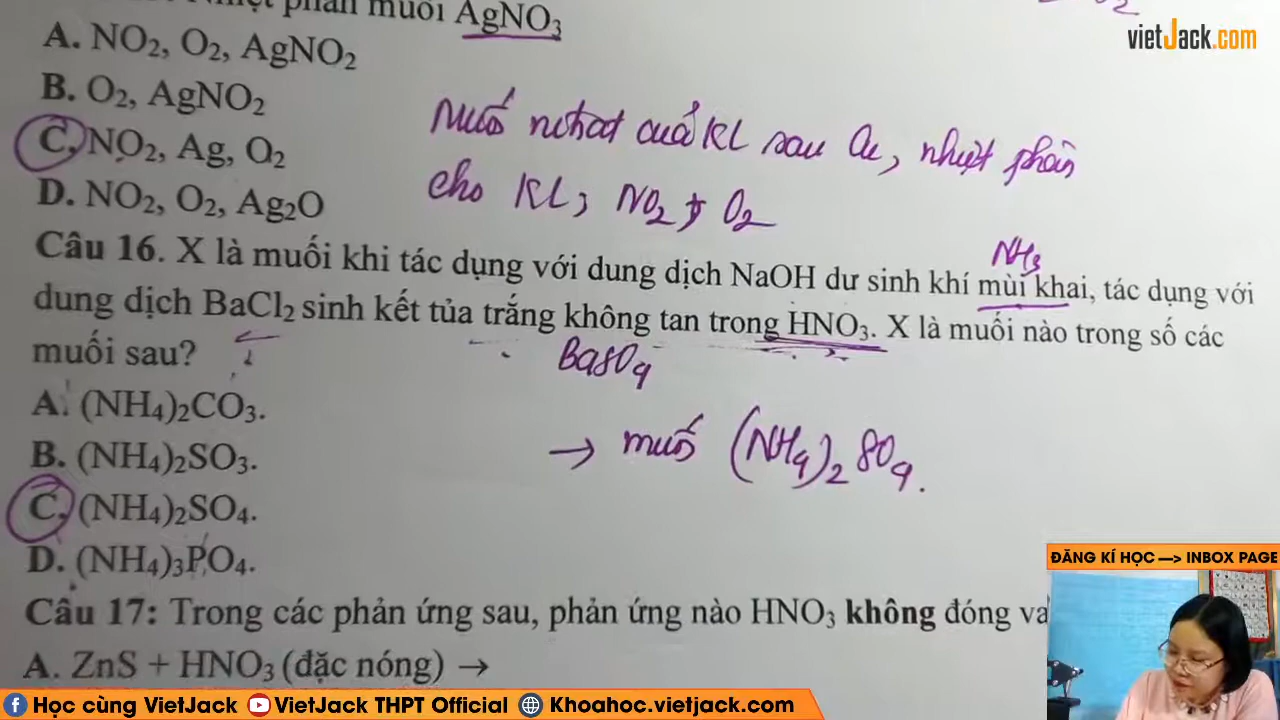 vietJack.com
phân muối AgNO₃
A. NO₂, O₂, AgNO₂
B. O₂, AgNO₂
C. NO₂, Ag, O₂
D. NO₂, O₂, Ag₂O
Muối nitrat của KL sau Cu, nhiệt phân
cho KL, NO₂, O₂
NH₃
Câu 16. X là muối khi tác dụng với dung dịch NaOH dư sinh khí mùi khai, tác dụng với
dung dịch BaCl₂ sinh kết tủa trắng không tan trong HNO₃. X là muối nào trong số các
muối sau?
BaSO₄
A. (NH₄)₂CO₃.
B. (NH₄)₂SO₃.
→ muối (NH₄)₂SO₄.
C. (NH₄)₂SO₄.
D. (NH₄)₃PO₄.
ĐĂNG KÍ HỌC —> INBOX PAGE
Câu 17: Trong các phản ứng sau, phản ứng nào HNO₃ không đóng
A. ZnS + HNO₃ (đặc nóng) →
Học cùng VietJack VietJack THPT Official Khoahoc.vietjack.com